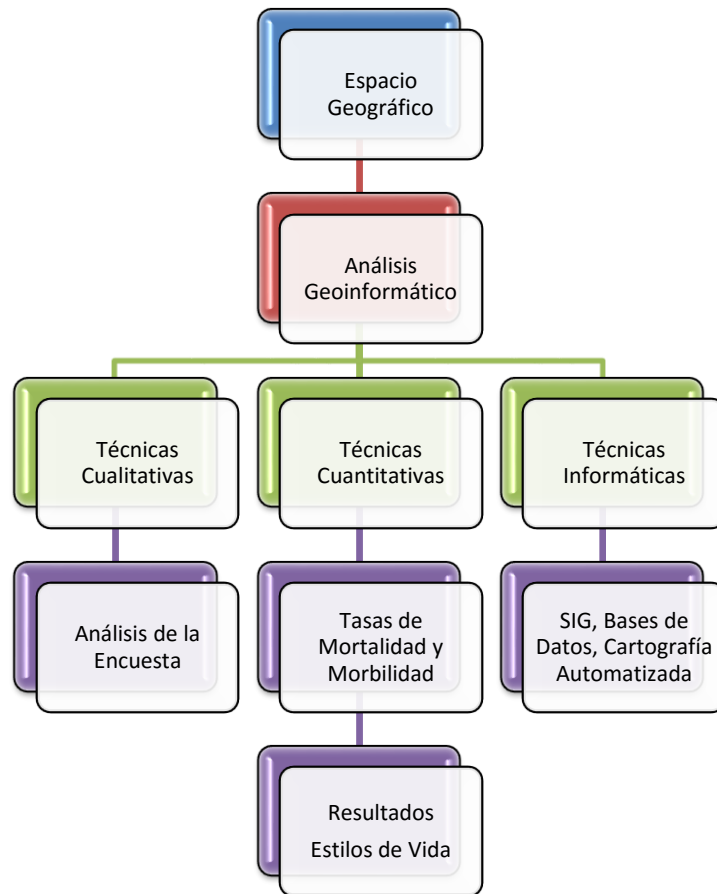 Espacio
Geográfico
Análisis
Geoinformático
Técnicas
Cualitativas
Técnicas
Cuantitativas
Técnicas
Informáticas
Análisis de la
Encuesta
Tasas de
Mortalidad y
Morbilidad
SIG, Bases de
Datos, Cartografía
Automatizada
Resultados
Estilos de Vida